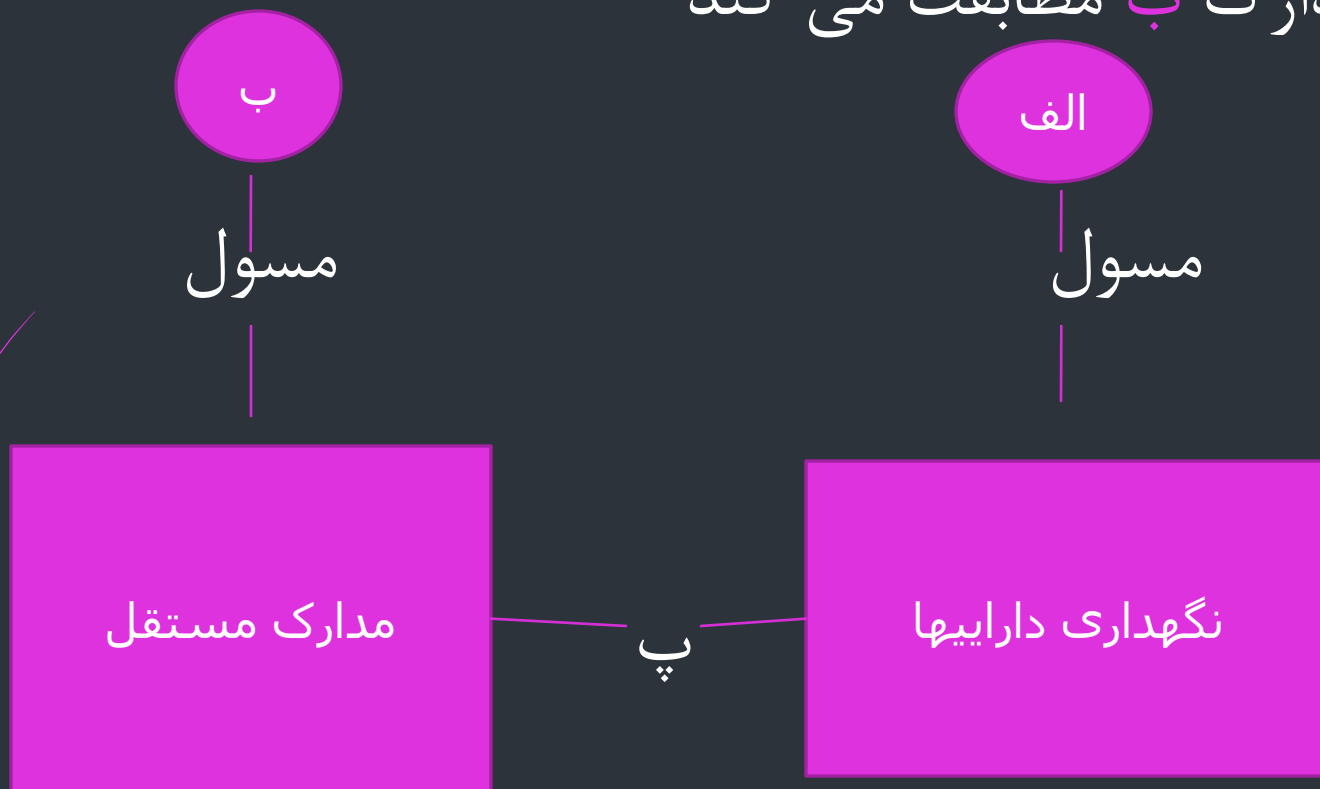 ب مطابقت می کند
الف
ب
مسول
مسول
نگهداری داراییها
مدارک مستقل
پ